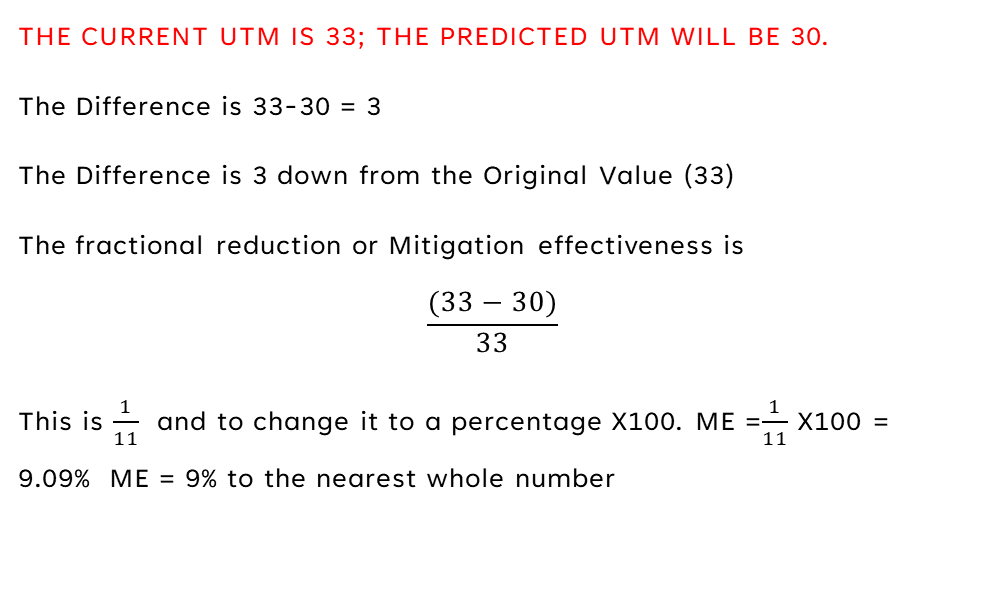 THE CURRENT UTM IS 33; THE PREDICTED UTM WILL BE 30.
The Difference is 33-30 = 3
The Difference is 3 down from the Original Value (33)
The fractional reduction or Mitigation effectiveness is
(33 − 30)
33
This is 1/11 and to change it to a percentage X100. ME =1/11 X100 =
9.09% ME = 9% to the nearest whole number